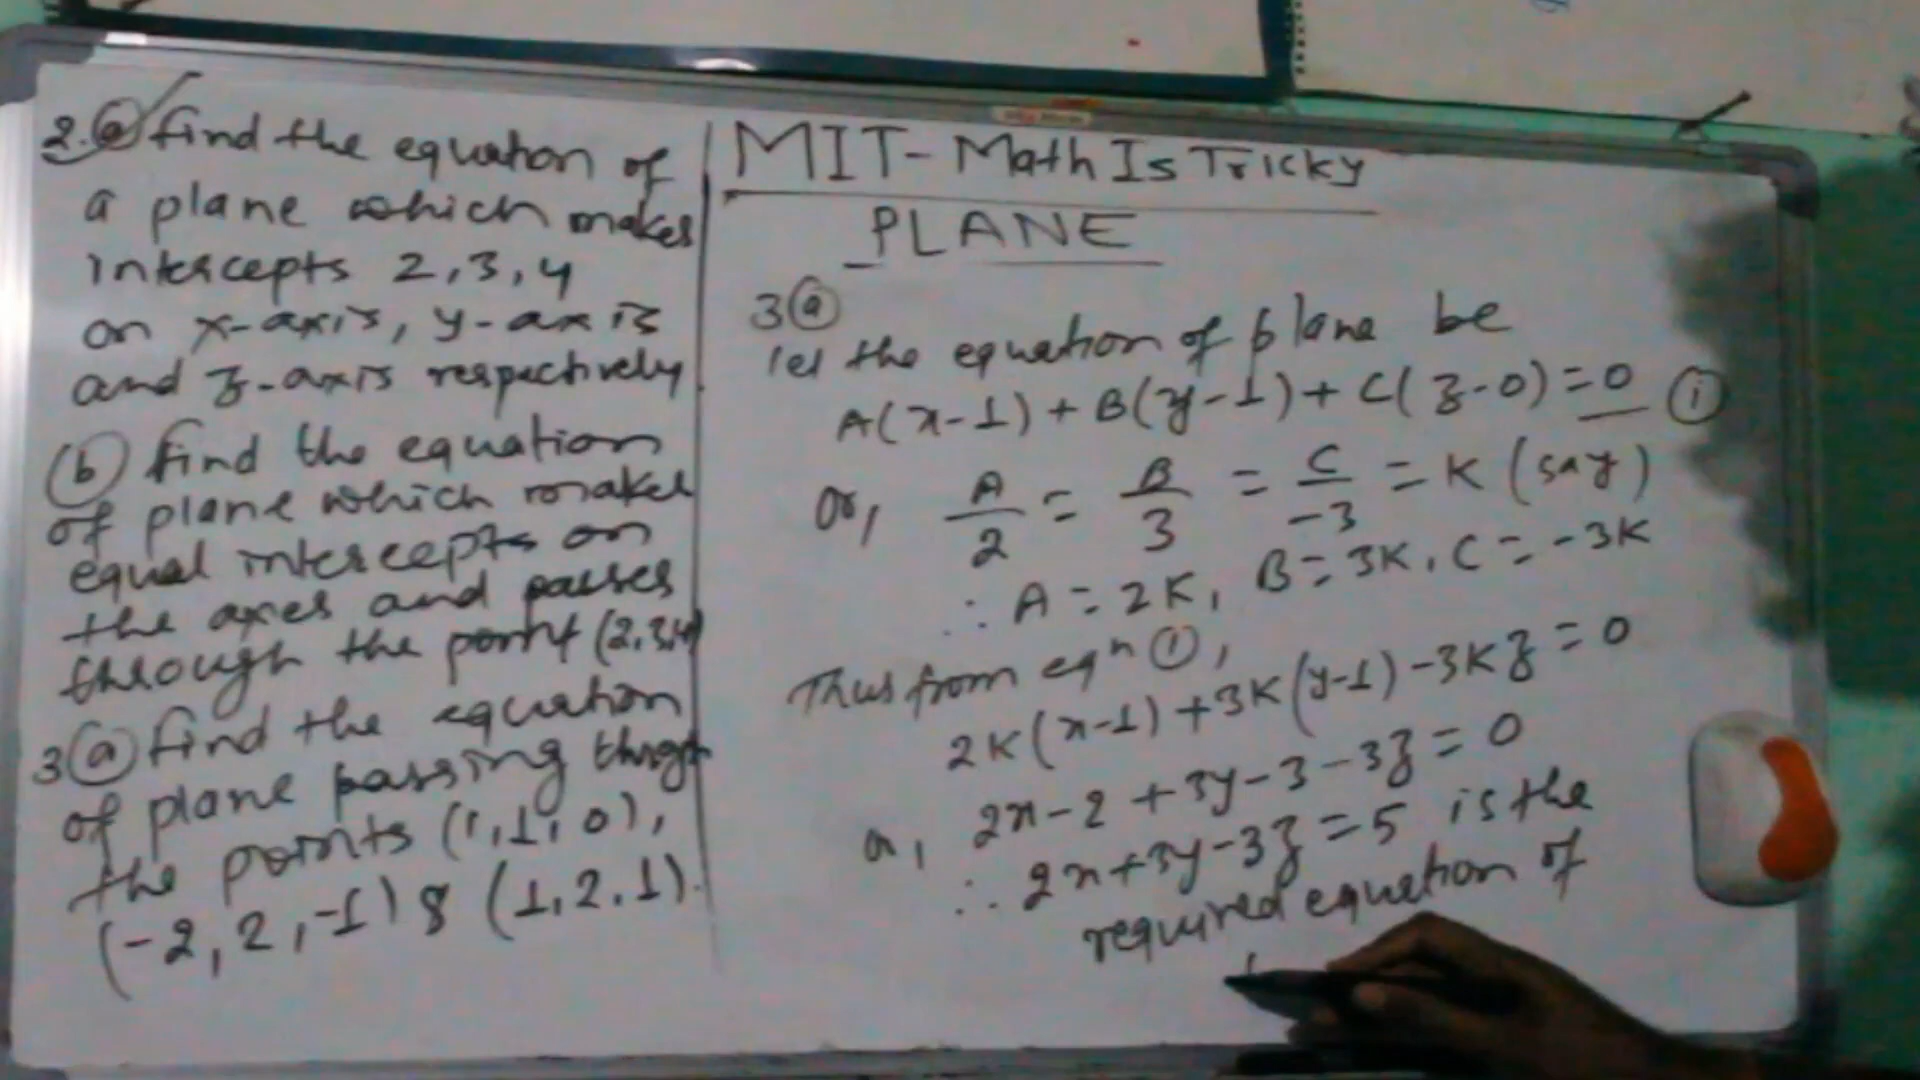 2.(a) find the equation of
a plane which makes
intercepts 2,3,4
on x-axis, y-axis
and z-axis respectively.
(b) find the equation
of plane which makes
equal intercepts on
the axes and passes
through the point (2,3,4)
3(a) find the equation
of plane passing through
the points (1,1,0),
(-2,2,-1) & (1,2,1).
MIT- Math Is Tricky
PLANE
3(a)
let the equation of plane be
A(x-1) + B(y-1) + C(z-0) = 0 (i)
or, A/2 = B/3 = C/-3 = K (say)
∴ A = 2K, B = 3K, C = -3K
Thus from eqn (i),
2K(x-1) + 3K(y-1) - 3Kz = 0
or, 2x-2 + 3y-3-3z = 0
∴ 2x+3y-3z = 5 is the
required equation of